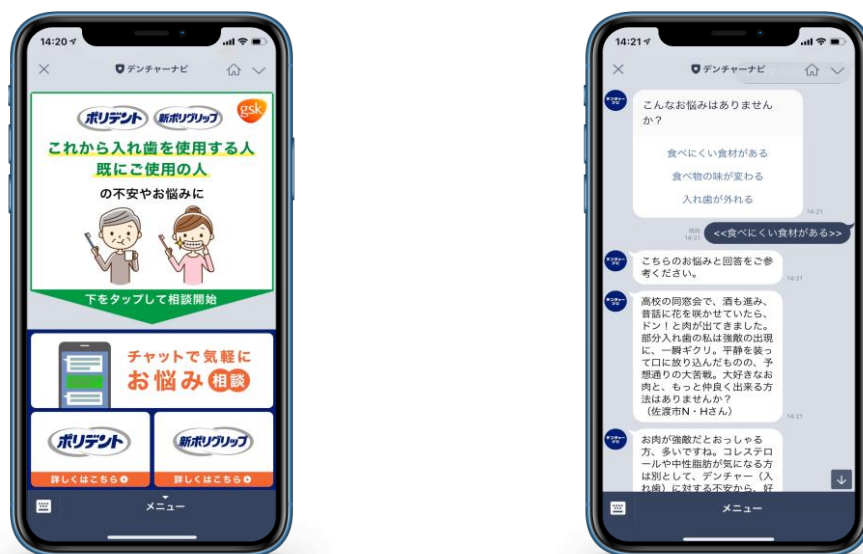 14:20
デンチャーナビ
ポリデント 新ポリグリップ gsk
これから入れ歯を使用する人
既にご使用の人
の不安やお悩みに
下をタップして相談開始
チャットで気軽に
お悩み相談
ポリデント 新ポリグリップ
詳しくはこちら 詳しくはこちら
メニュー
14:21
デンチャーナビ
こんなお悩みはありません
か?
食べにくい食材がある
食べ物の味が変わる
入れ歯が外れる
14:21
既読
14:21
<<食べにくい食材がある>>
こちらのお悩みと回答をご参
考ください。
14:21
高校の同窓会で、酒も進み、
昔話に花を咲かせていたら、
ドン!と肉が出てきました。
部分入れ歯の私は強敵の出現
に、一瞬ギクリ。平静を装っ
て口に放り込んだものの、予
想通りの大苦戦。大好きなお
肉と、もっと仲良く出来る方
法はありませんか?
(佐渡市N・Hさん)
14:21
お肉が強敵だとおっしゃる
方、多いですね。コレステロ
ールや中性脂肪が気になる方
は別として、デンチャー(入
れ歯)に対する不安から、好
メニュー